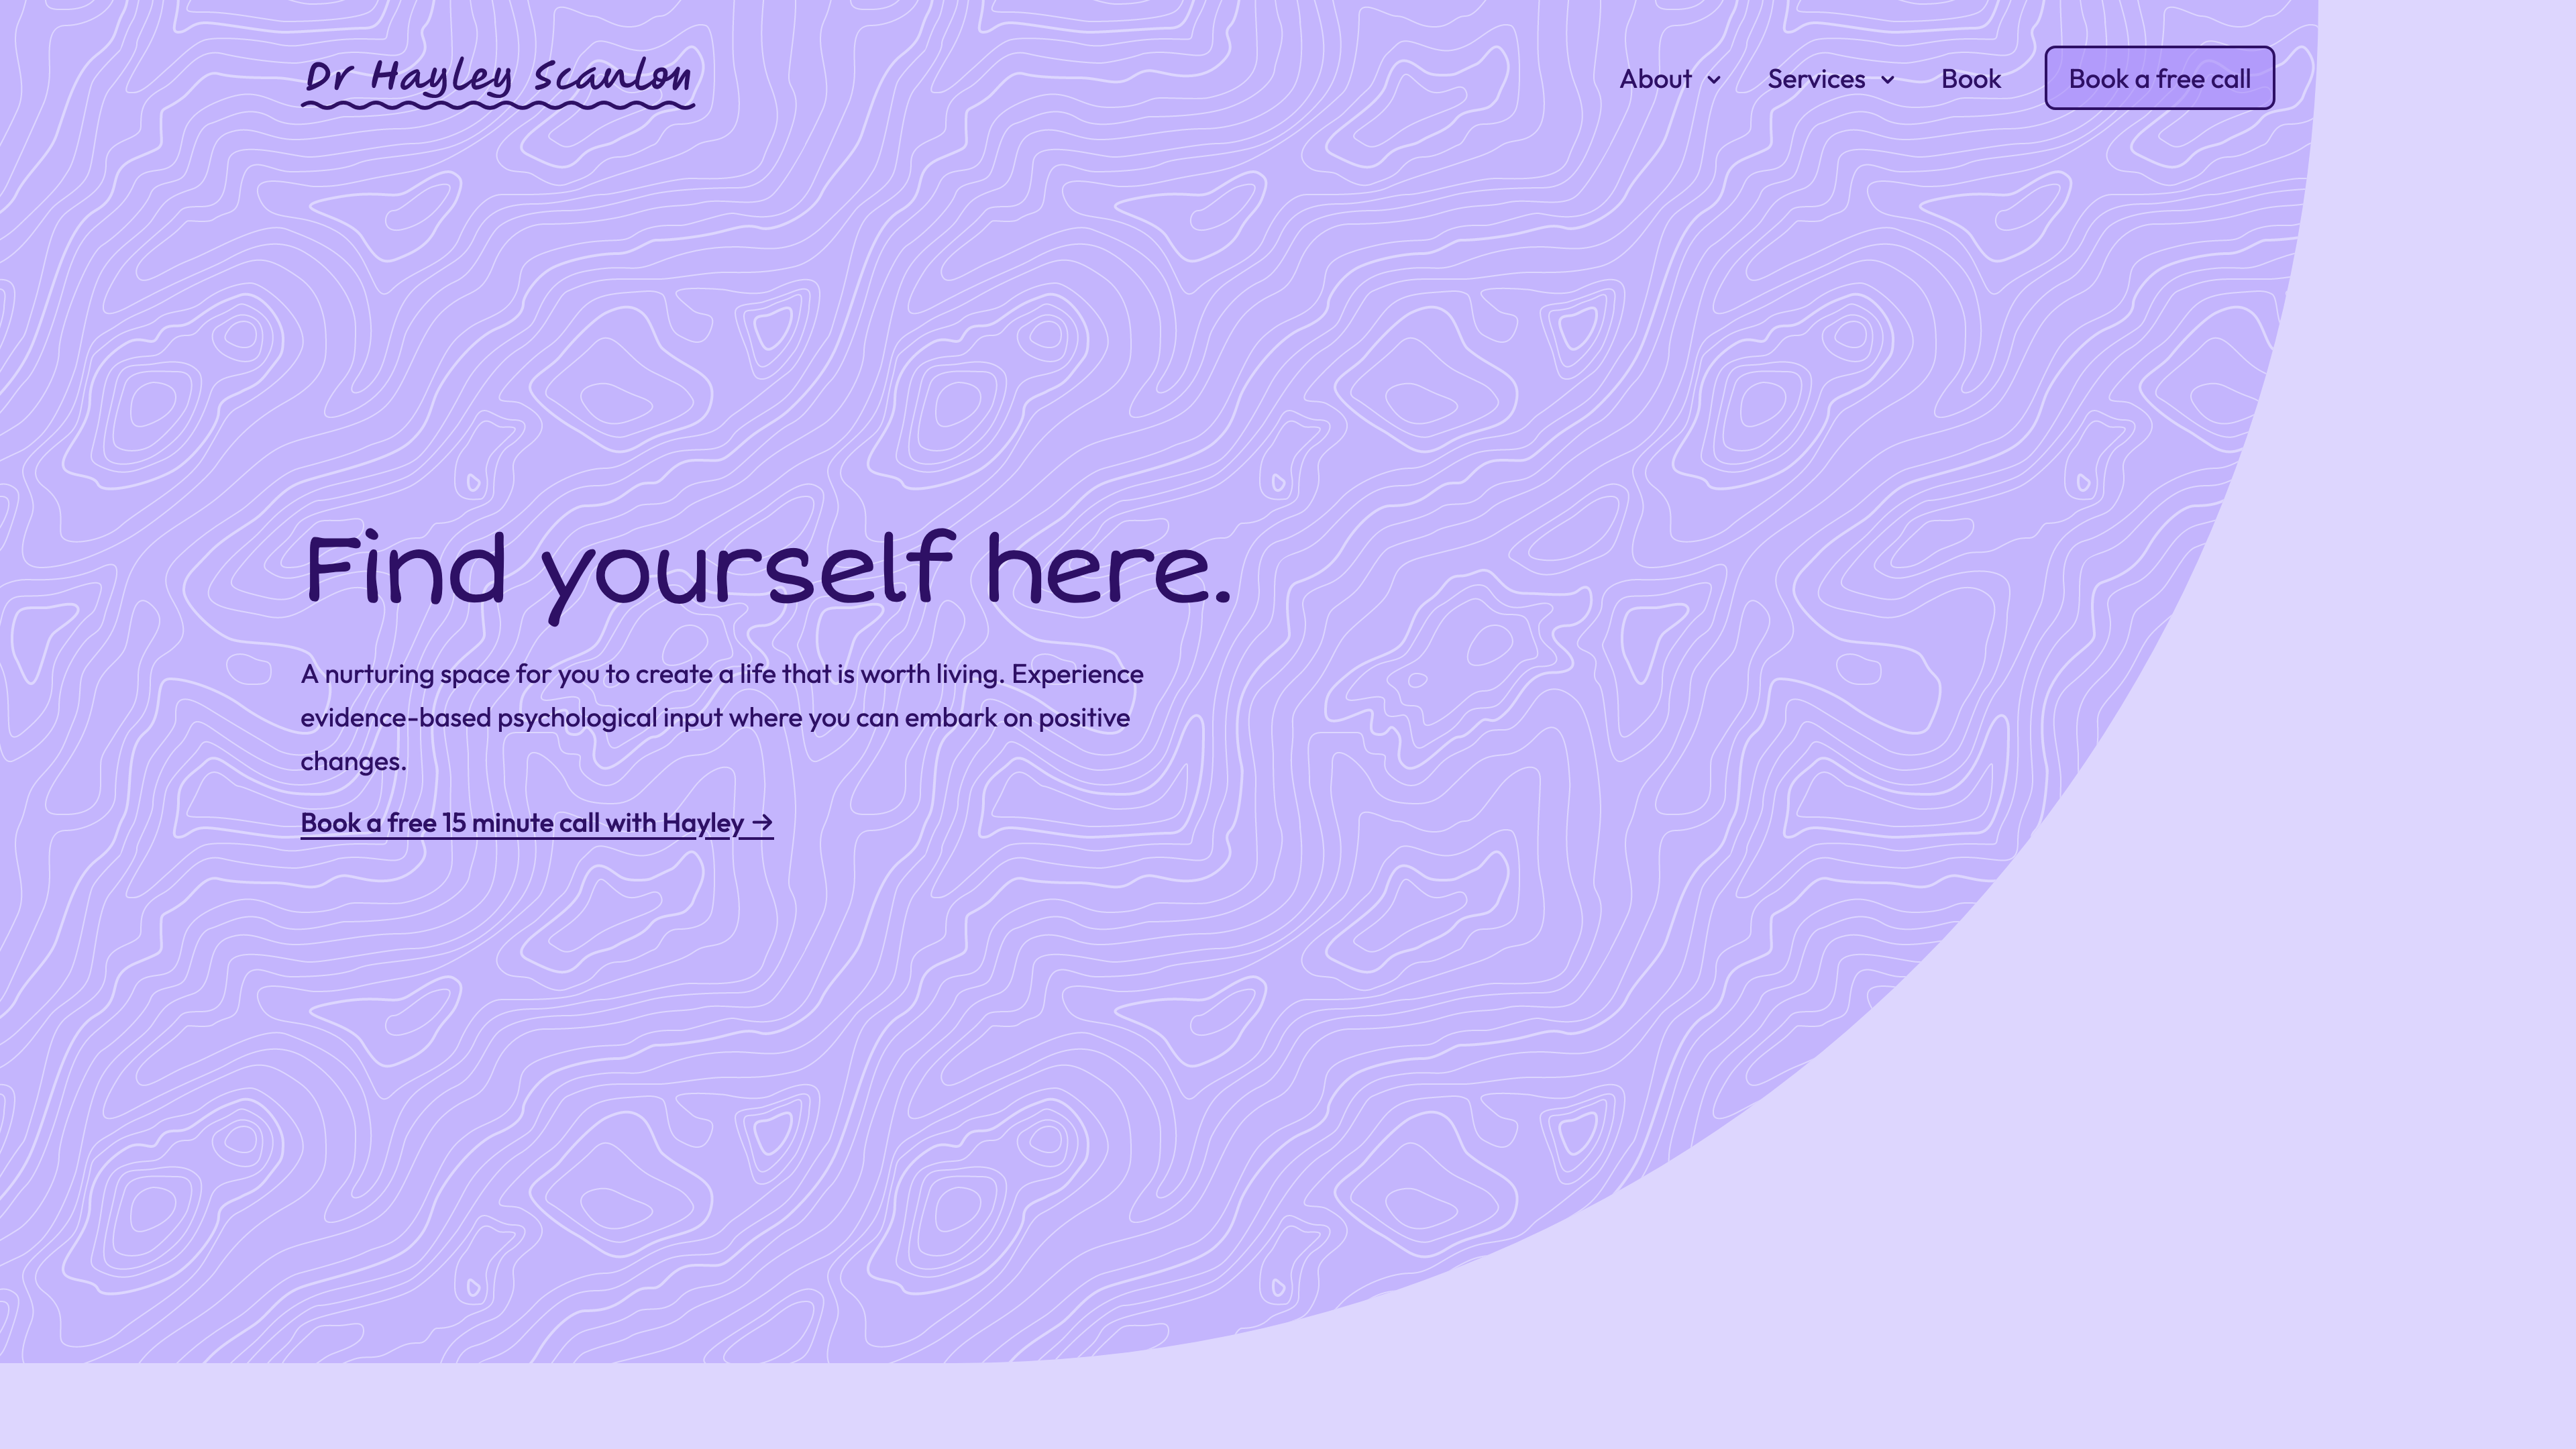 Dr Hayley Scanlon
About
Services
Book
Book a free call
Find yourself here.
A nurturing space for you to create a life that is worth living. Experience
evidence-based psychological input where you can embark on positive
changes.
Book a free 15 minute call with Hayley →